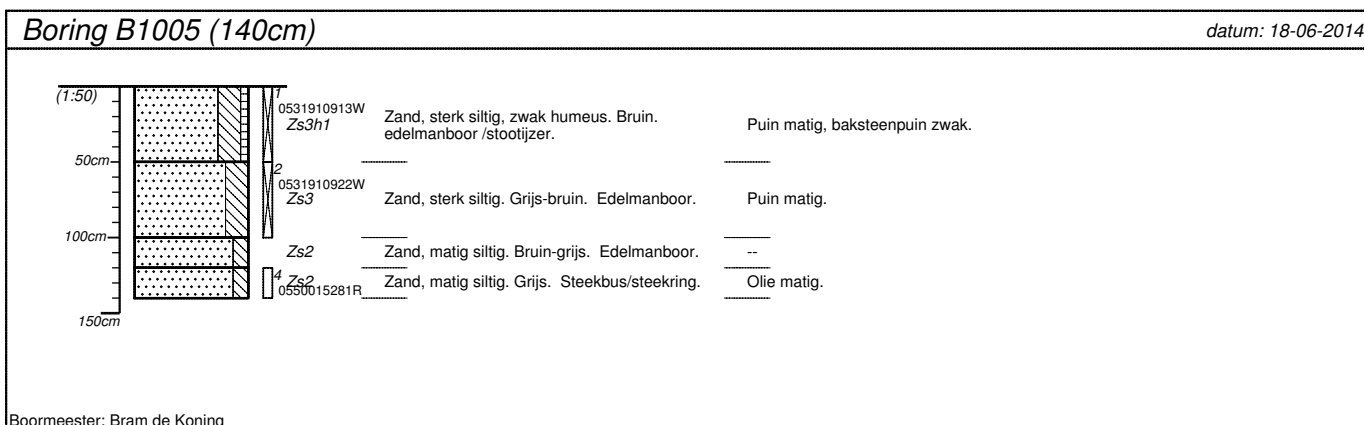 Boring B1005 (140cm)
datum: 18-06-2014
(1:50)
1
0531910913W
Zs3h1
Zand, sterk siltig, zwak humeus. Bruin.
edelmanboor /stootijzer.
Puin matig, baksteenpuin zwak.
50cm
2
0531910922W
Zs3
Zand, sterk siltig. Grijs-bruin. Edelmanboor.
Puin matig.
100cm
Zs2
Zand, matig siltig. Bruin-grijs. Edelmanboor.
--
4
Zs2
0550015281R
Zand, matig siltig. Grijs. Steekbus/steekring.
Olie matig.
150cm
Boormeester: Bram de Koning